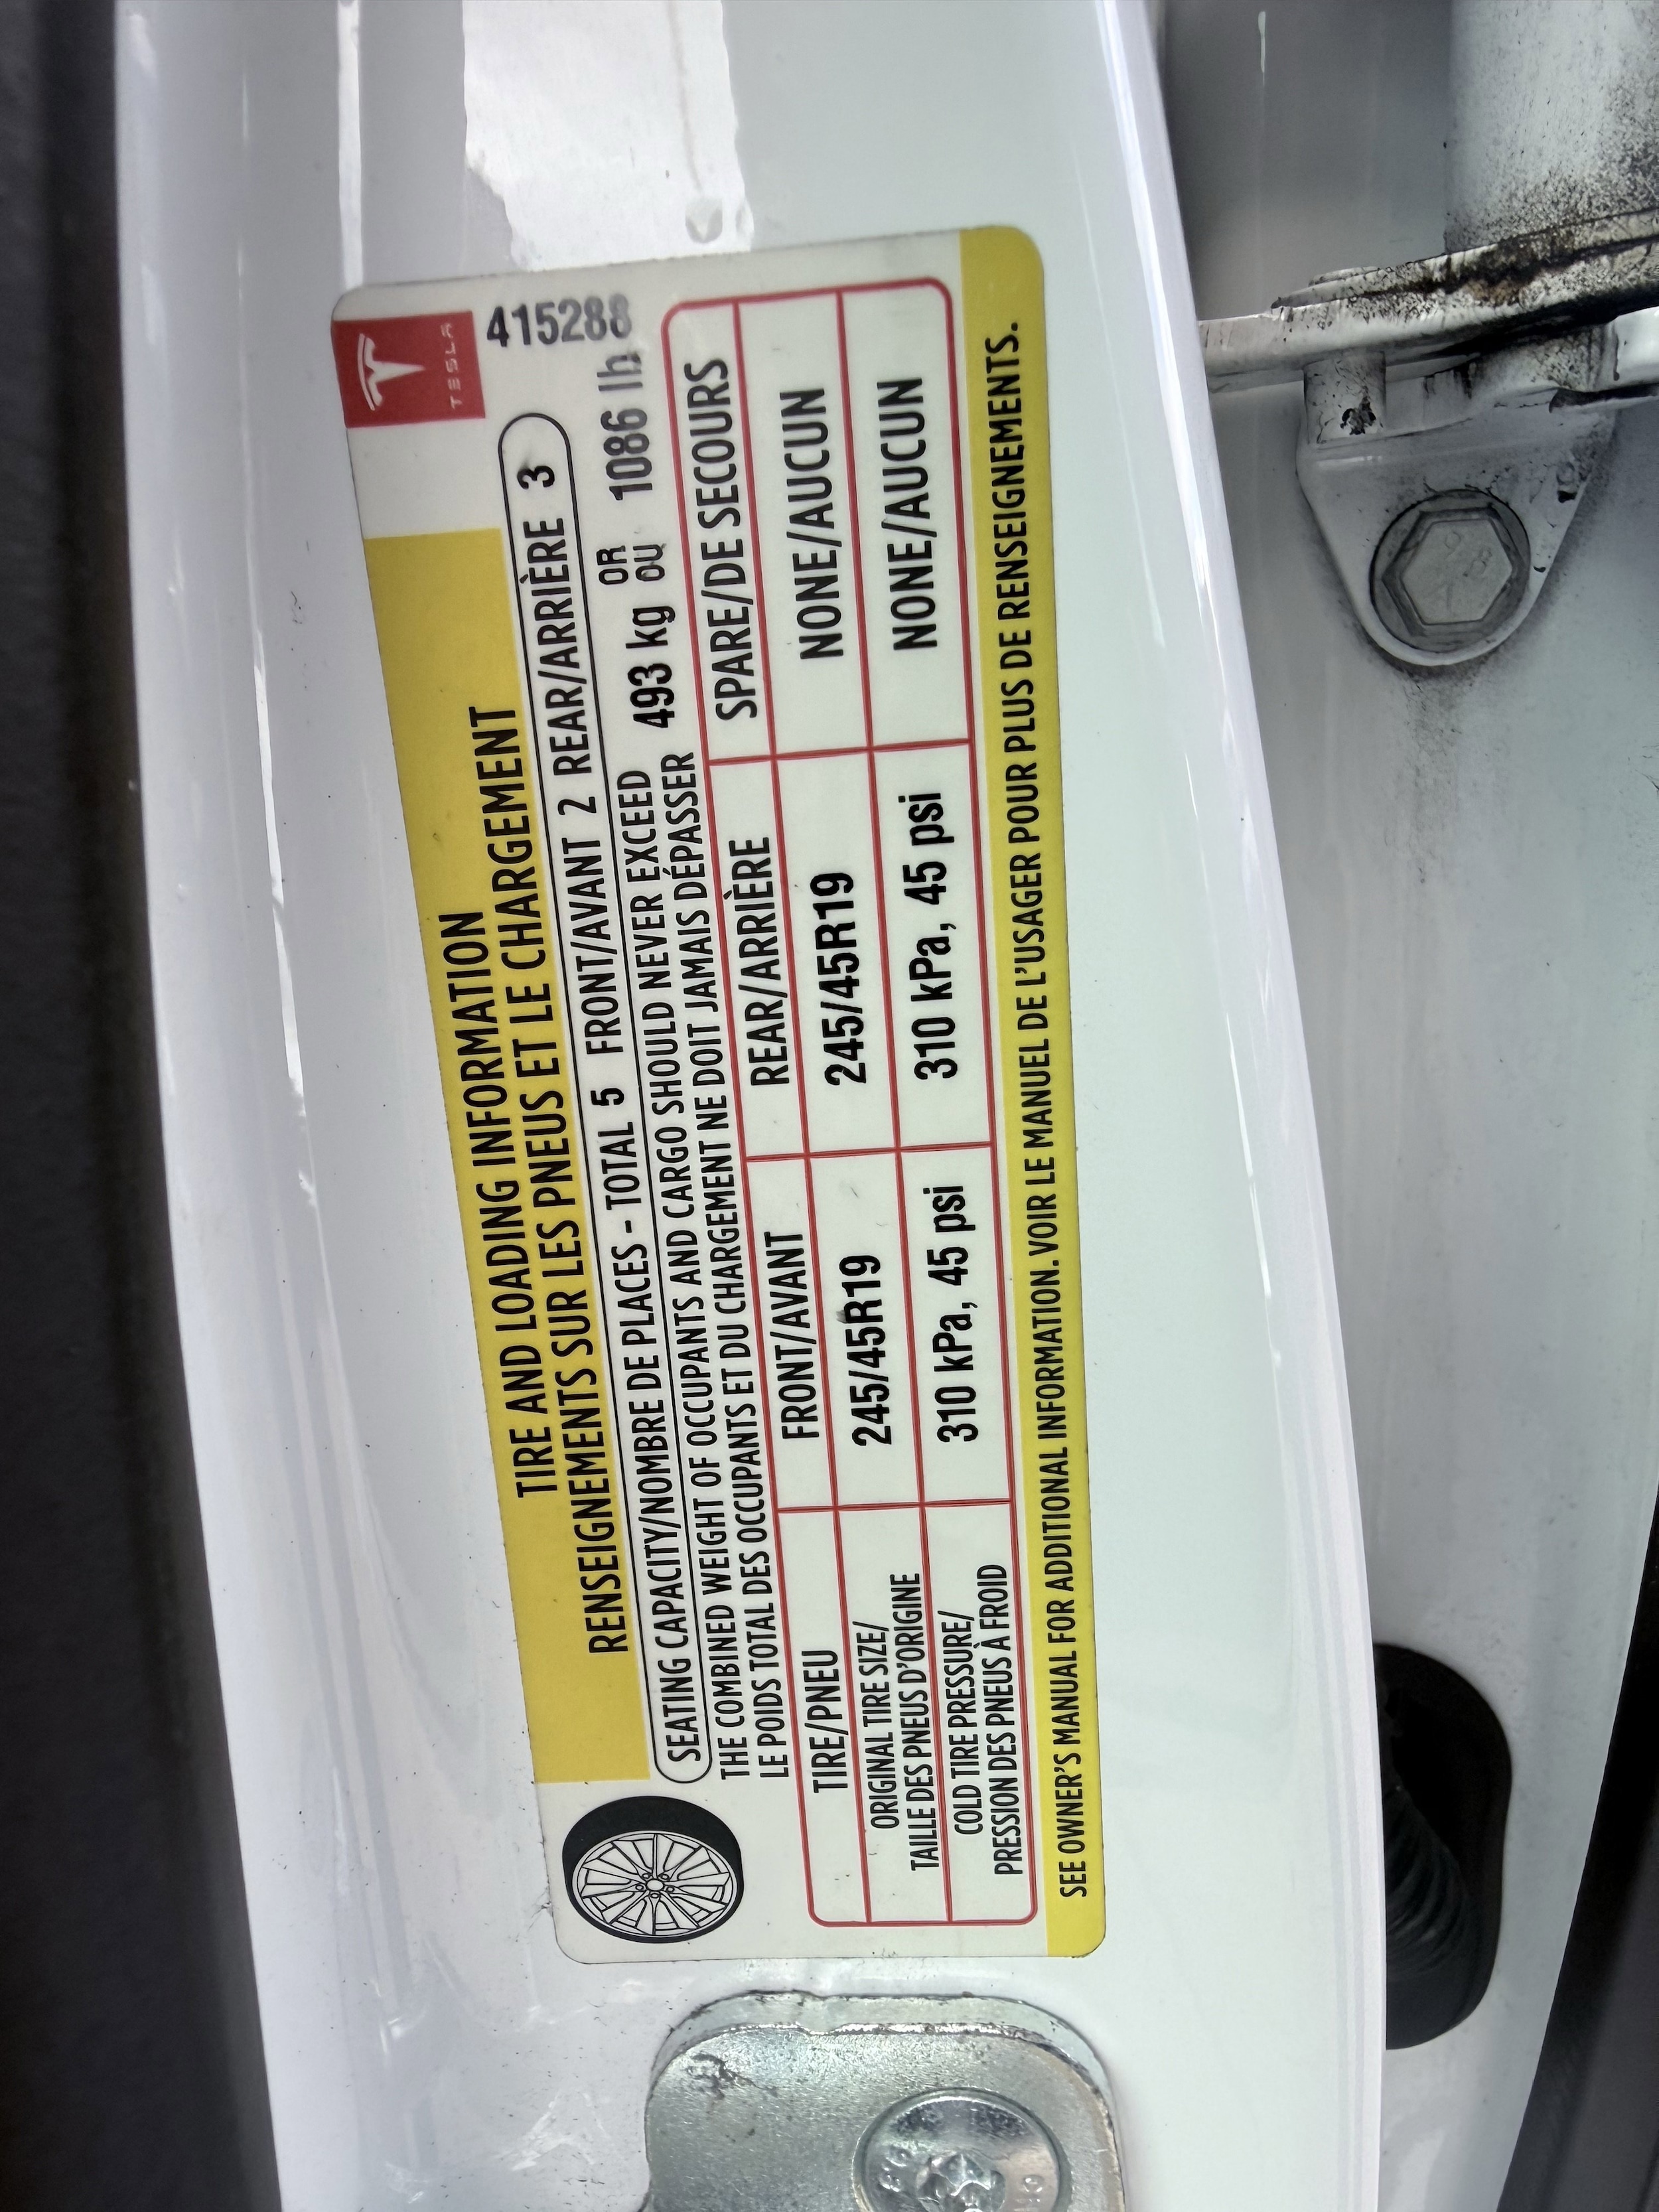 TESLA
415288
TIRE AND LOADING INFORMATION
RENSEIGNEMENTS SUR LES PNEUS ET LE CHARGEMENT
SEATING CAPACITY/NOMBRE DE PLACES - TOTAL 5 FRONT/AVANT 2 REAR/ARRIÈRE 3
THE COMBINED WEIGHT OF OCCUPANTS AND CARGO SHOULD NEVER EXCEED
LE POIDS TOTAL DES OCCUPANTS ET DU CHARGEMENT NE DOIT JAMAIS DÉPASSER
493 kg OR OU 1086 lb
TIRE/PNEU FRONT/AVANT REAR/ARRIÈRE SPARE/DE SECOURS
ORIGINAL TIRE SIZE/
TAILLE DES PNEUS D'ORIGINE
245/45R19 245/45R19 NONE/AUCUN
COLD TIRE PRESSURE/
PRESSION DES PNEUS À FROID
310 kPa, 45 psi 310 kPa, 45 psi NONE/AUCUN
SEE OWNER'S MANUAL FOR ADDITIONAL INFORMATION. VOIR LE MANUEL DE L'USAGER POUR PLUS DE RENSEIGNEMENTS.
9.8